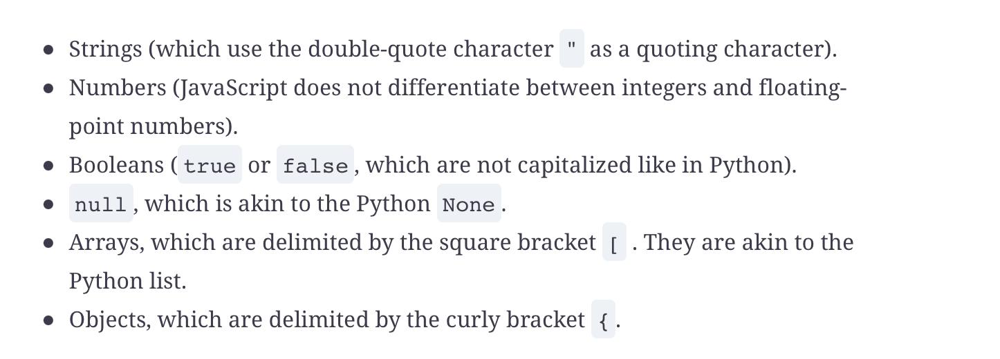 • Strings (which use the double-quote character " as a quoting character).
• Numbers (JavaScript does not differentiate between integers and floating-
point numbers).
• Booleans (true or false, which are not capitalized like in Python).
• null, which is akin to the Python None.
• Arrays, which are delimited by the square bracket [ . They are akin to the
Python list.
• Objects, which are delimited by the curly bracket {.